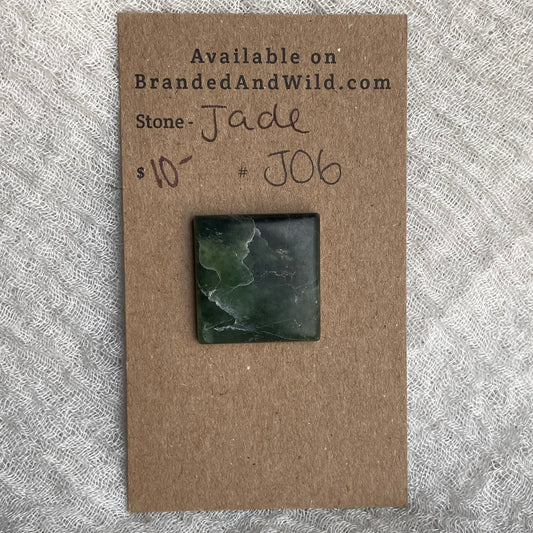 Available on
BrandedAndWild.com
Stone - Jade
$ 10- # J06